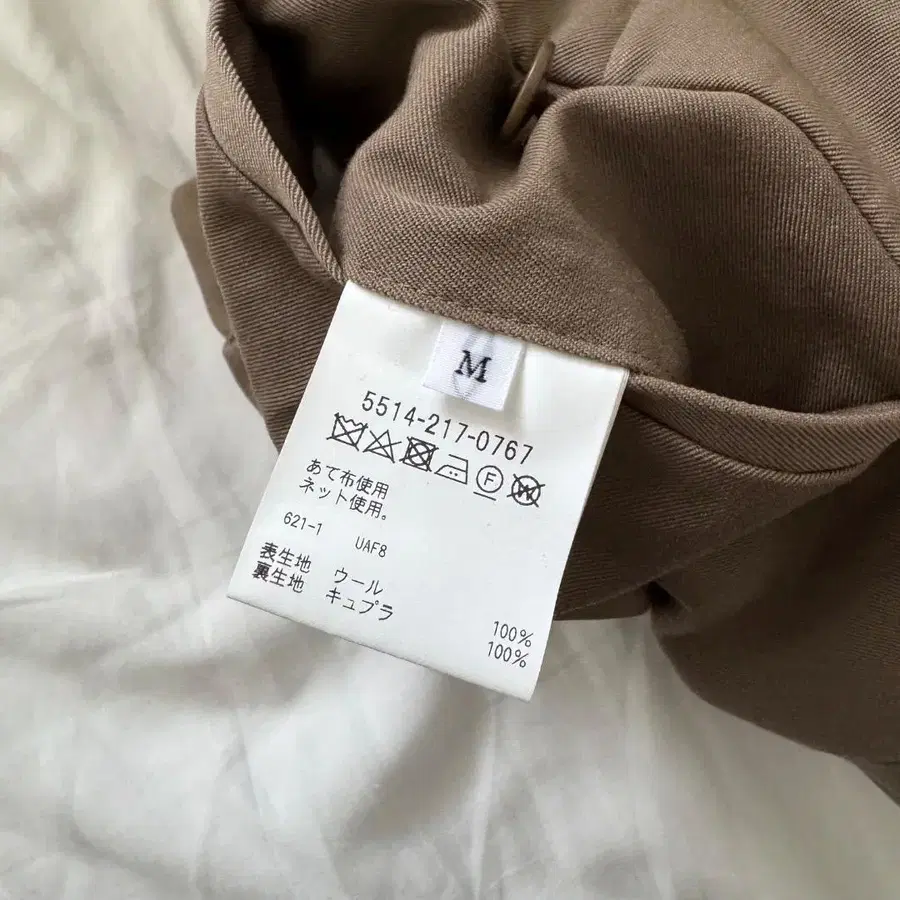 M
5514-217-0767
F W
あて布使用
ネット使用。
621-1 UAF8
表生地 ウール 100%
裏生地 キュプラ 100%